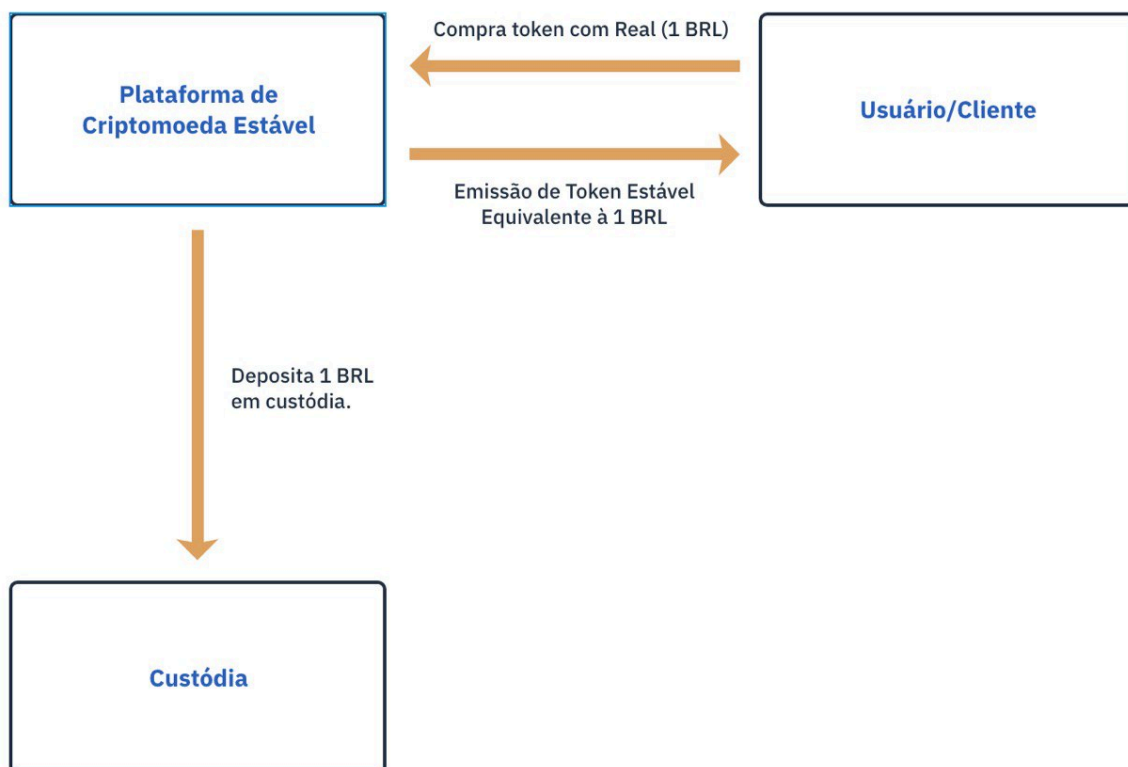 Compra token com Real (1 BRL)
Plataforma de
Criptomoeda Estável
Usuário/Cliente
Emissão de Token Estável
Equivalente à 1 BRL
Deposita 1 BRL
em custódia.
Custódia